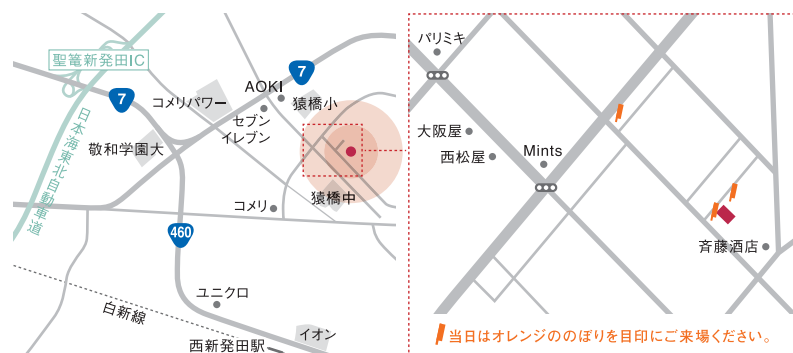 聖篭新発田IC
7
日本海東北自動車道
コメリパワー
AOKI
7
セブン
イレブン
猿橋小
敬和学園大
猿橋中
コメリ
460
ユニクロ
白新線
イオン
西新発田駅
パリミキ
大阪屋
西松屋
Mints
斉藤酒店
当日はオレンジののぼりを目印にご来場ください。